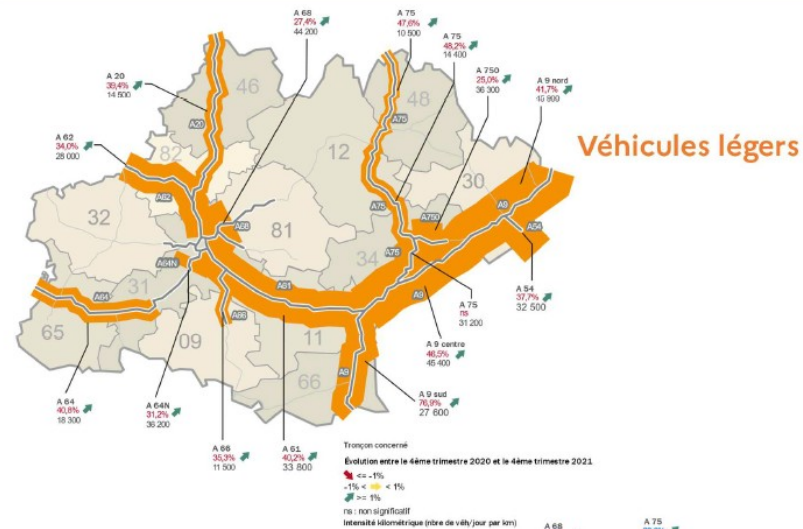 A 68
27,4%
44 200
A 75
47,6%
10 500
A 75
48,2%
14 400
A 750
25,0%
36 300
A 9 nord
41,7%
A 20
39,4%
14 500
A 62
34,0%
28 000
Véhicules légers
46
48
12
30
82
32
81
34
31
65
09
11
66
A20
A75
A62
A68
A75
A750
A9
A54
A64N
A75
A64
A61
A66
A9
A9
A 54
37,7%
32 500
A 75
ns
31 200
A 9 centre
46,5%
45 400
A 9 sud
76,9%
27 600
A 64
40,8%
18 300
A 64N
31,2%
36 200
A 66
35,3%
11 500
A 61
40,2%
33 800
Tronçon concerné
Évolution entre le 4ème trimestre 2020 et le 4ème trimestre 2021
<= -1%
-1% < < 1%
>= 1%
ns : non significatif
Intensité kilométrique (nbre de véh/jour par km)
A 68
A 75